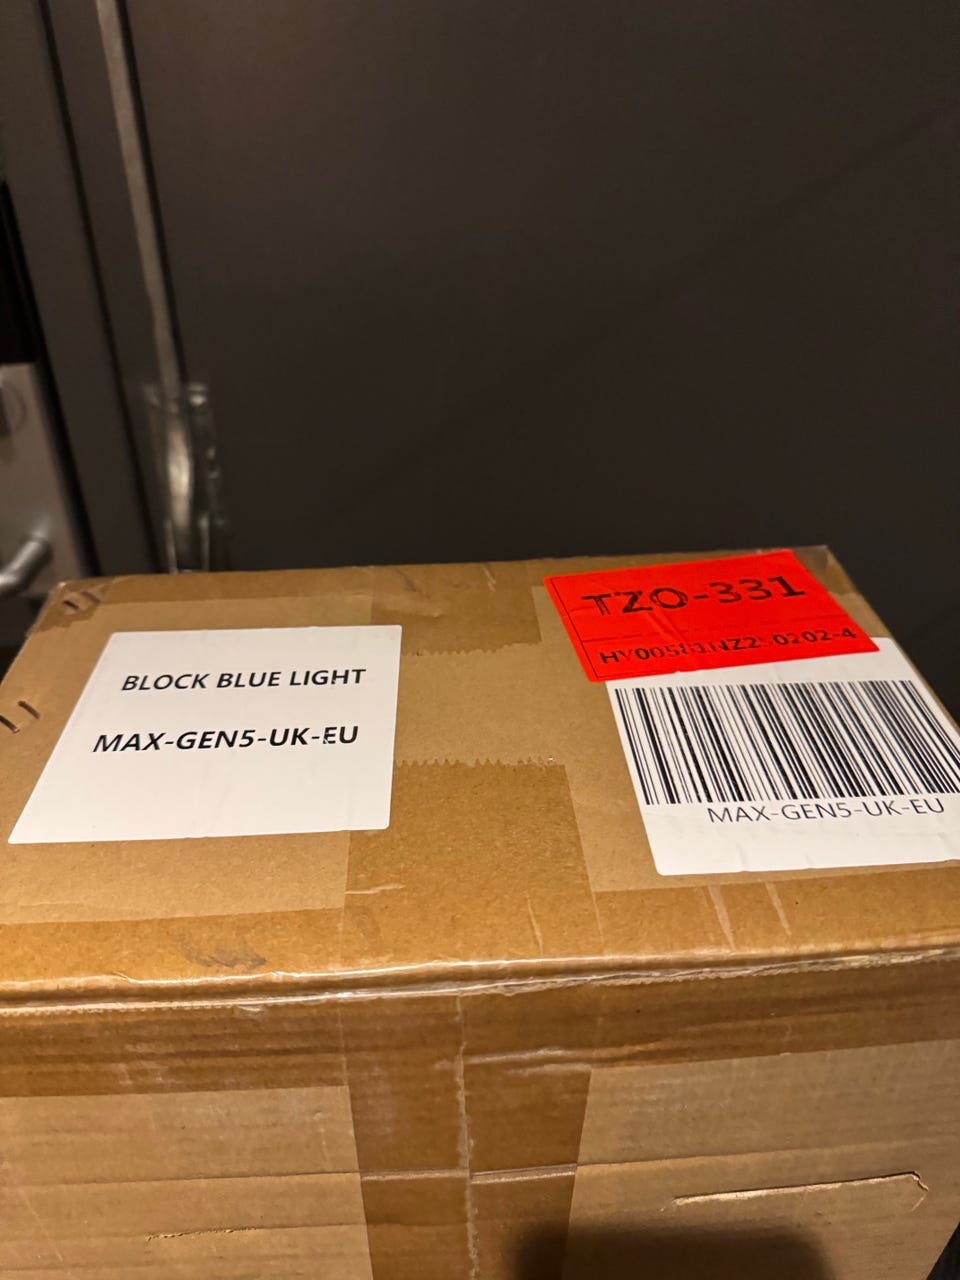 BLOCK BLUE LIGHT
MAX-GEN5-UK-EU
TZO-331
MAX-GEN5-UK-EU